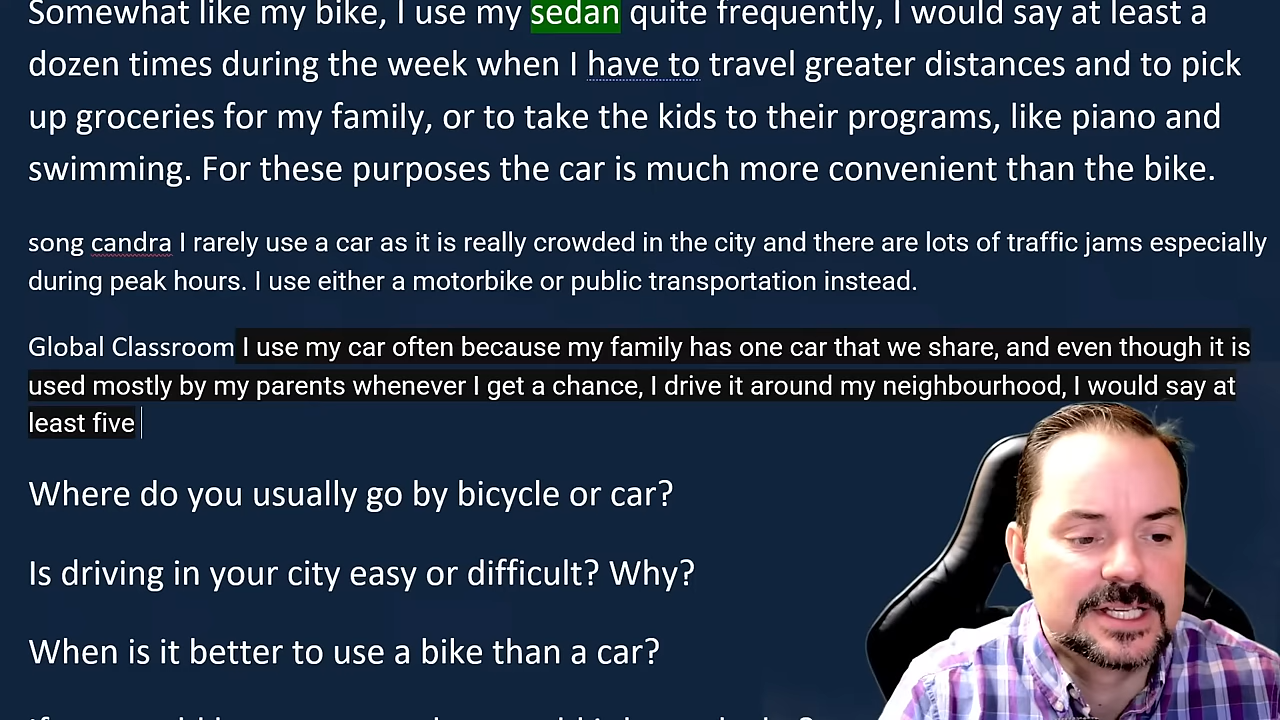 Somewhat like my bike, I use my sedan quite frequently, I would say at least a
dozen times during the week when I have to travel greater distances and to pick
up groceries for my family, or to take the kids to their programs, like piano and
swimming. For these purposes the car is much more convenient than the bike.
song candra I rarely use a car as it is really crowded in the city and there are lots of traffic jams especially
during peak hours. I use either a motorbike or public transportation instead.
Global Classroom I use my car often because my family has one car that we share, and even though it is
used mostly by my parents whenever I get a chance, I drive it around my neighbourhood, I would say at
least five
Where do you usually go by bicycle or car?
Is driving in your city easy or difficult? Why?
When is it better to use a bike than a car?